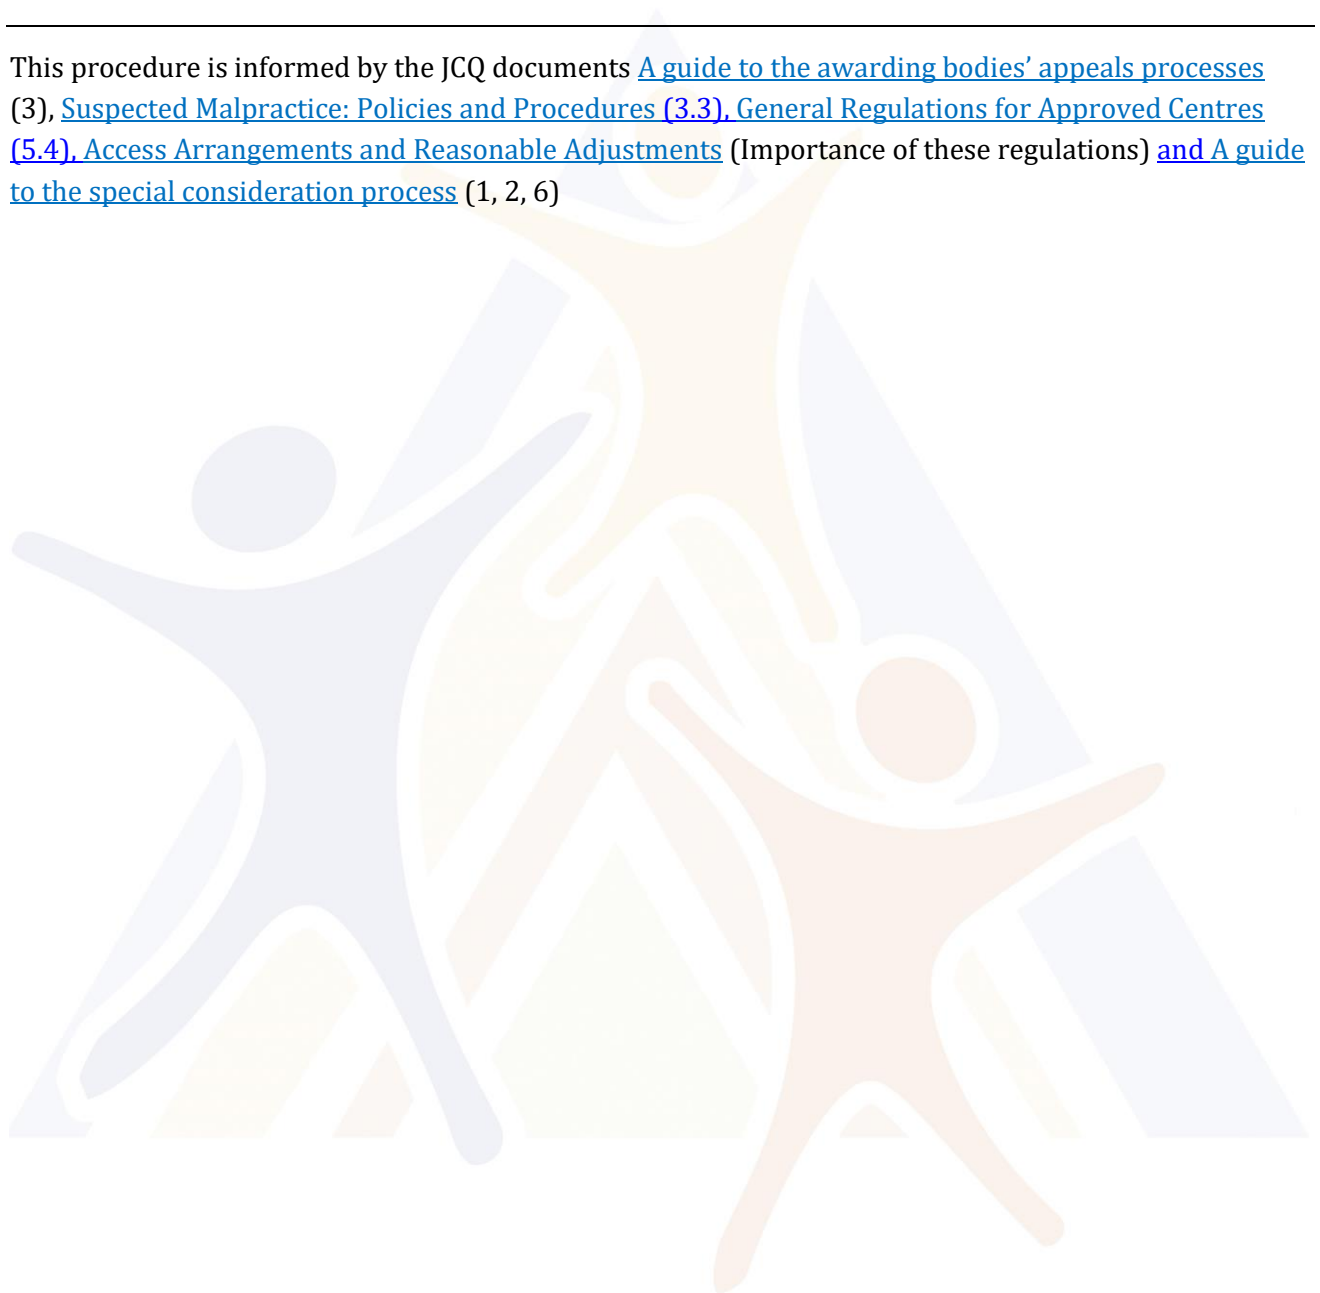 This procedure is informed by the JCQ documents A guide to the awarding bodies’ appeals processes
(3), Suspected Malpractice: Policies and Procedures (3.3), General Regulations for Approved Centres
(5.4), Access Arrangements and Reasonable Adjustments (Importance of these regulations) and A guide
to the special consideration process (1, 2, 6)